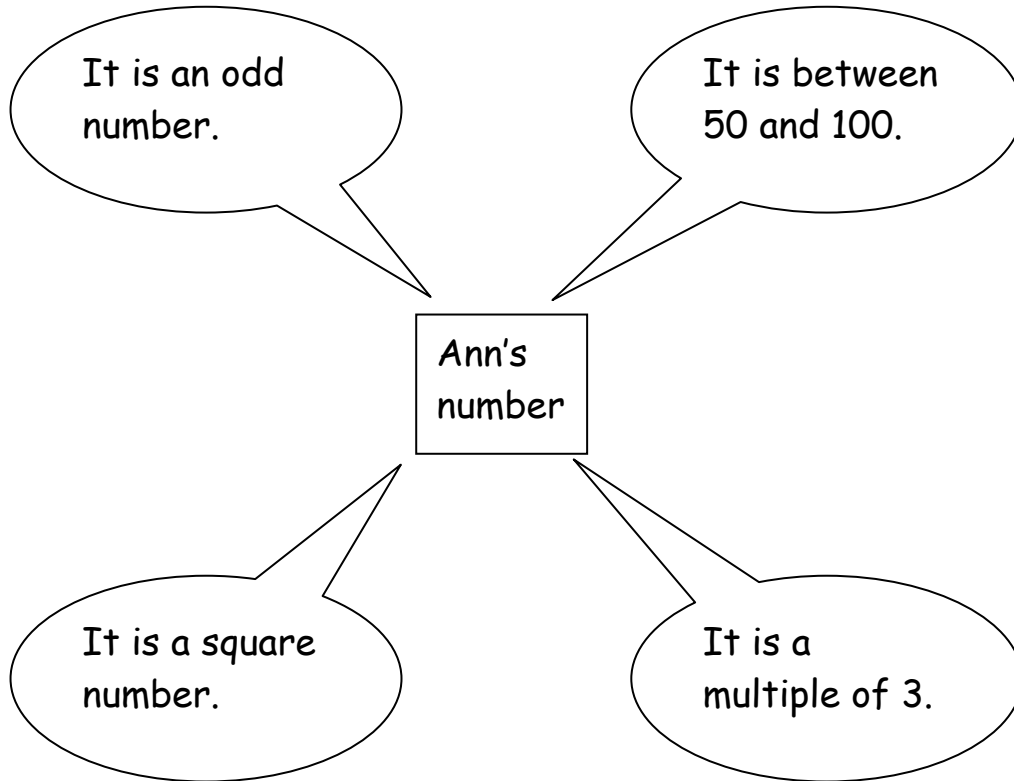 It is an odd
number.
It is between
50 and 100.
Ann's
number
It is a square
number.
It is a
multiple of 3.